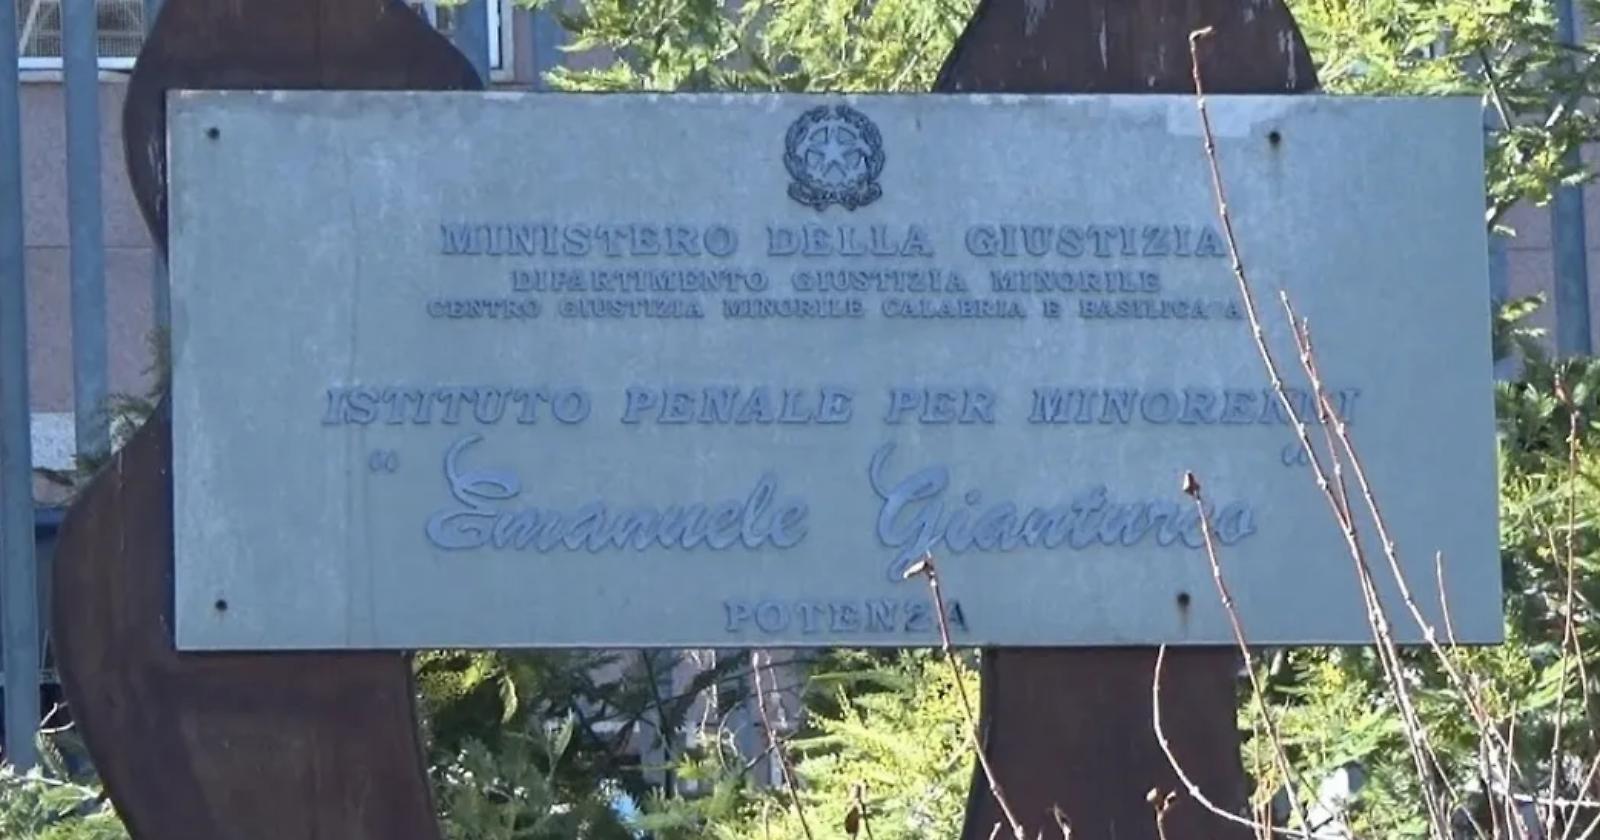 MINISTERO DELLA GIUSTIZIA
DIPARTIMENTO GIUSTIZIA MINORILE
CENTRO GIUSTIZIA MINORILE CALABRIA E BASILICATA
ISTITUTO PENALE PER MINORENNI
“ Emanuele Gianturco “
POTENZA